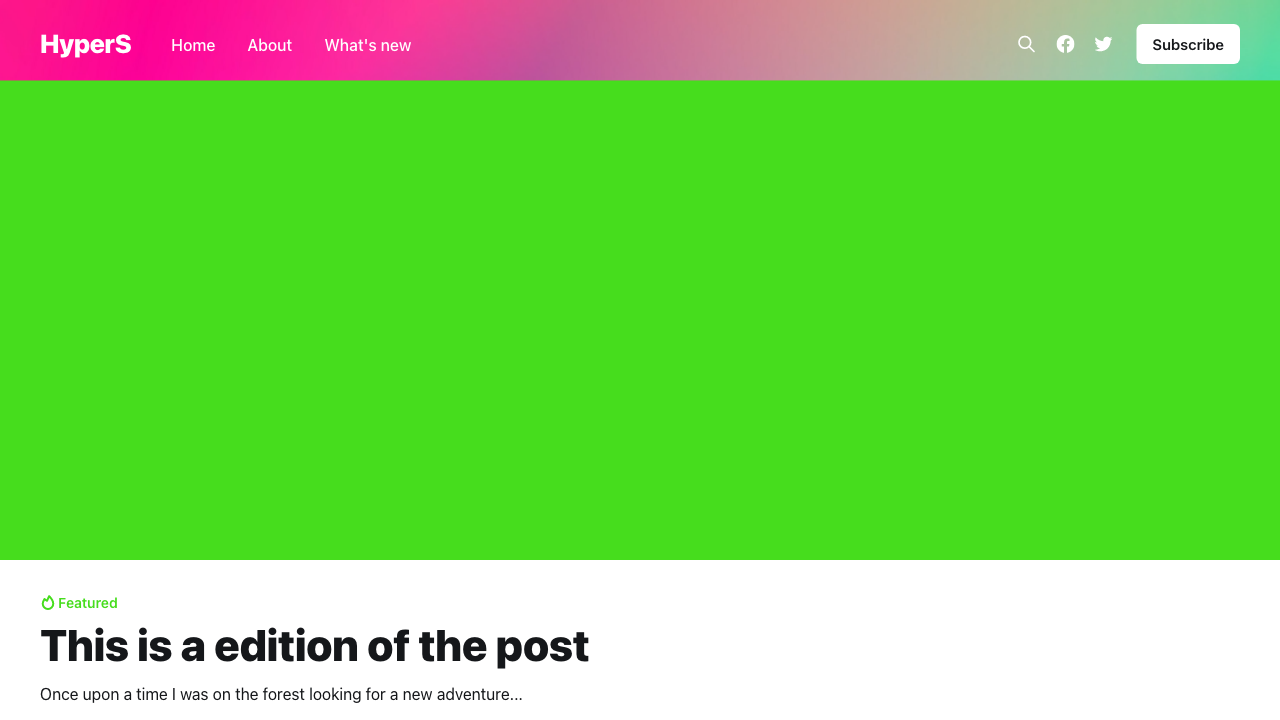 HyperS Home About What's new Subscribe
Featured
This is a edition of the post
Once upon a time I was on the forest looking for a new adventure...